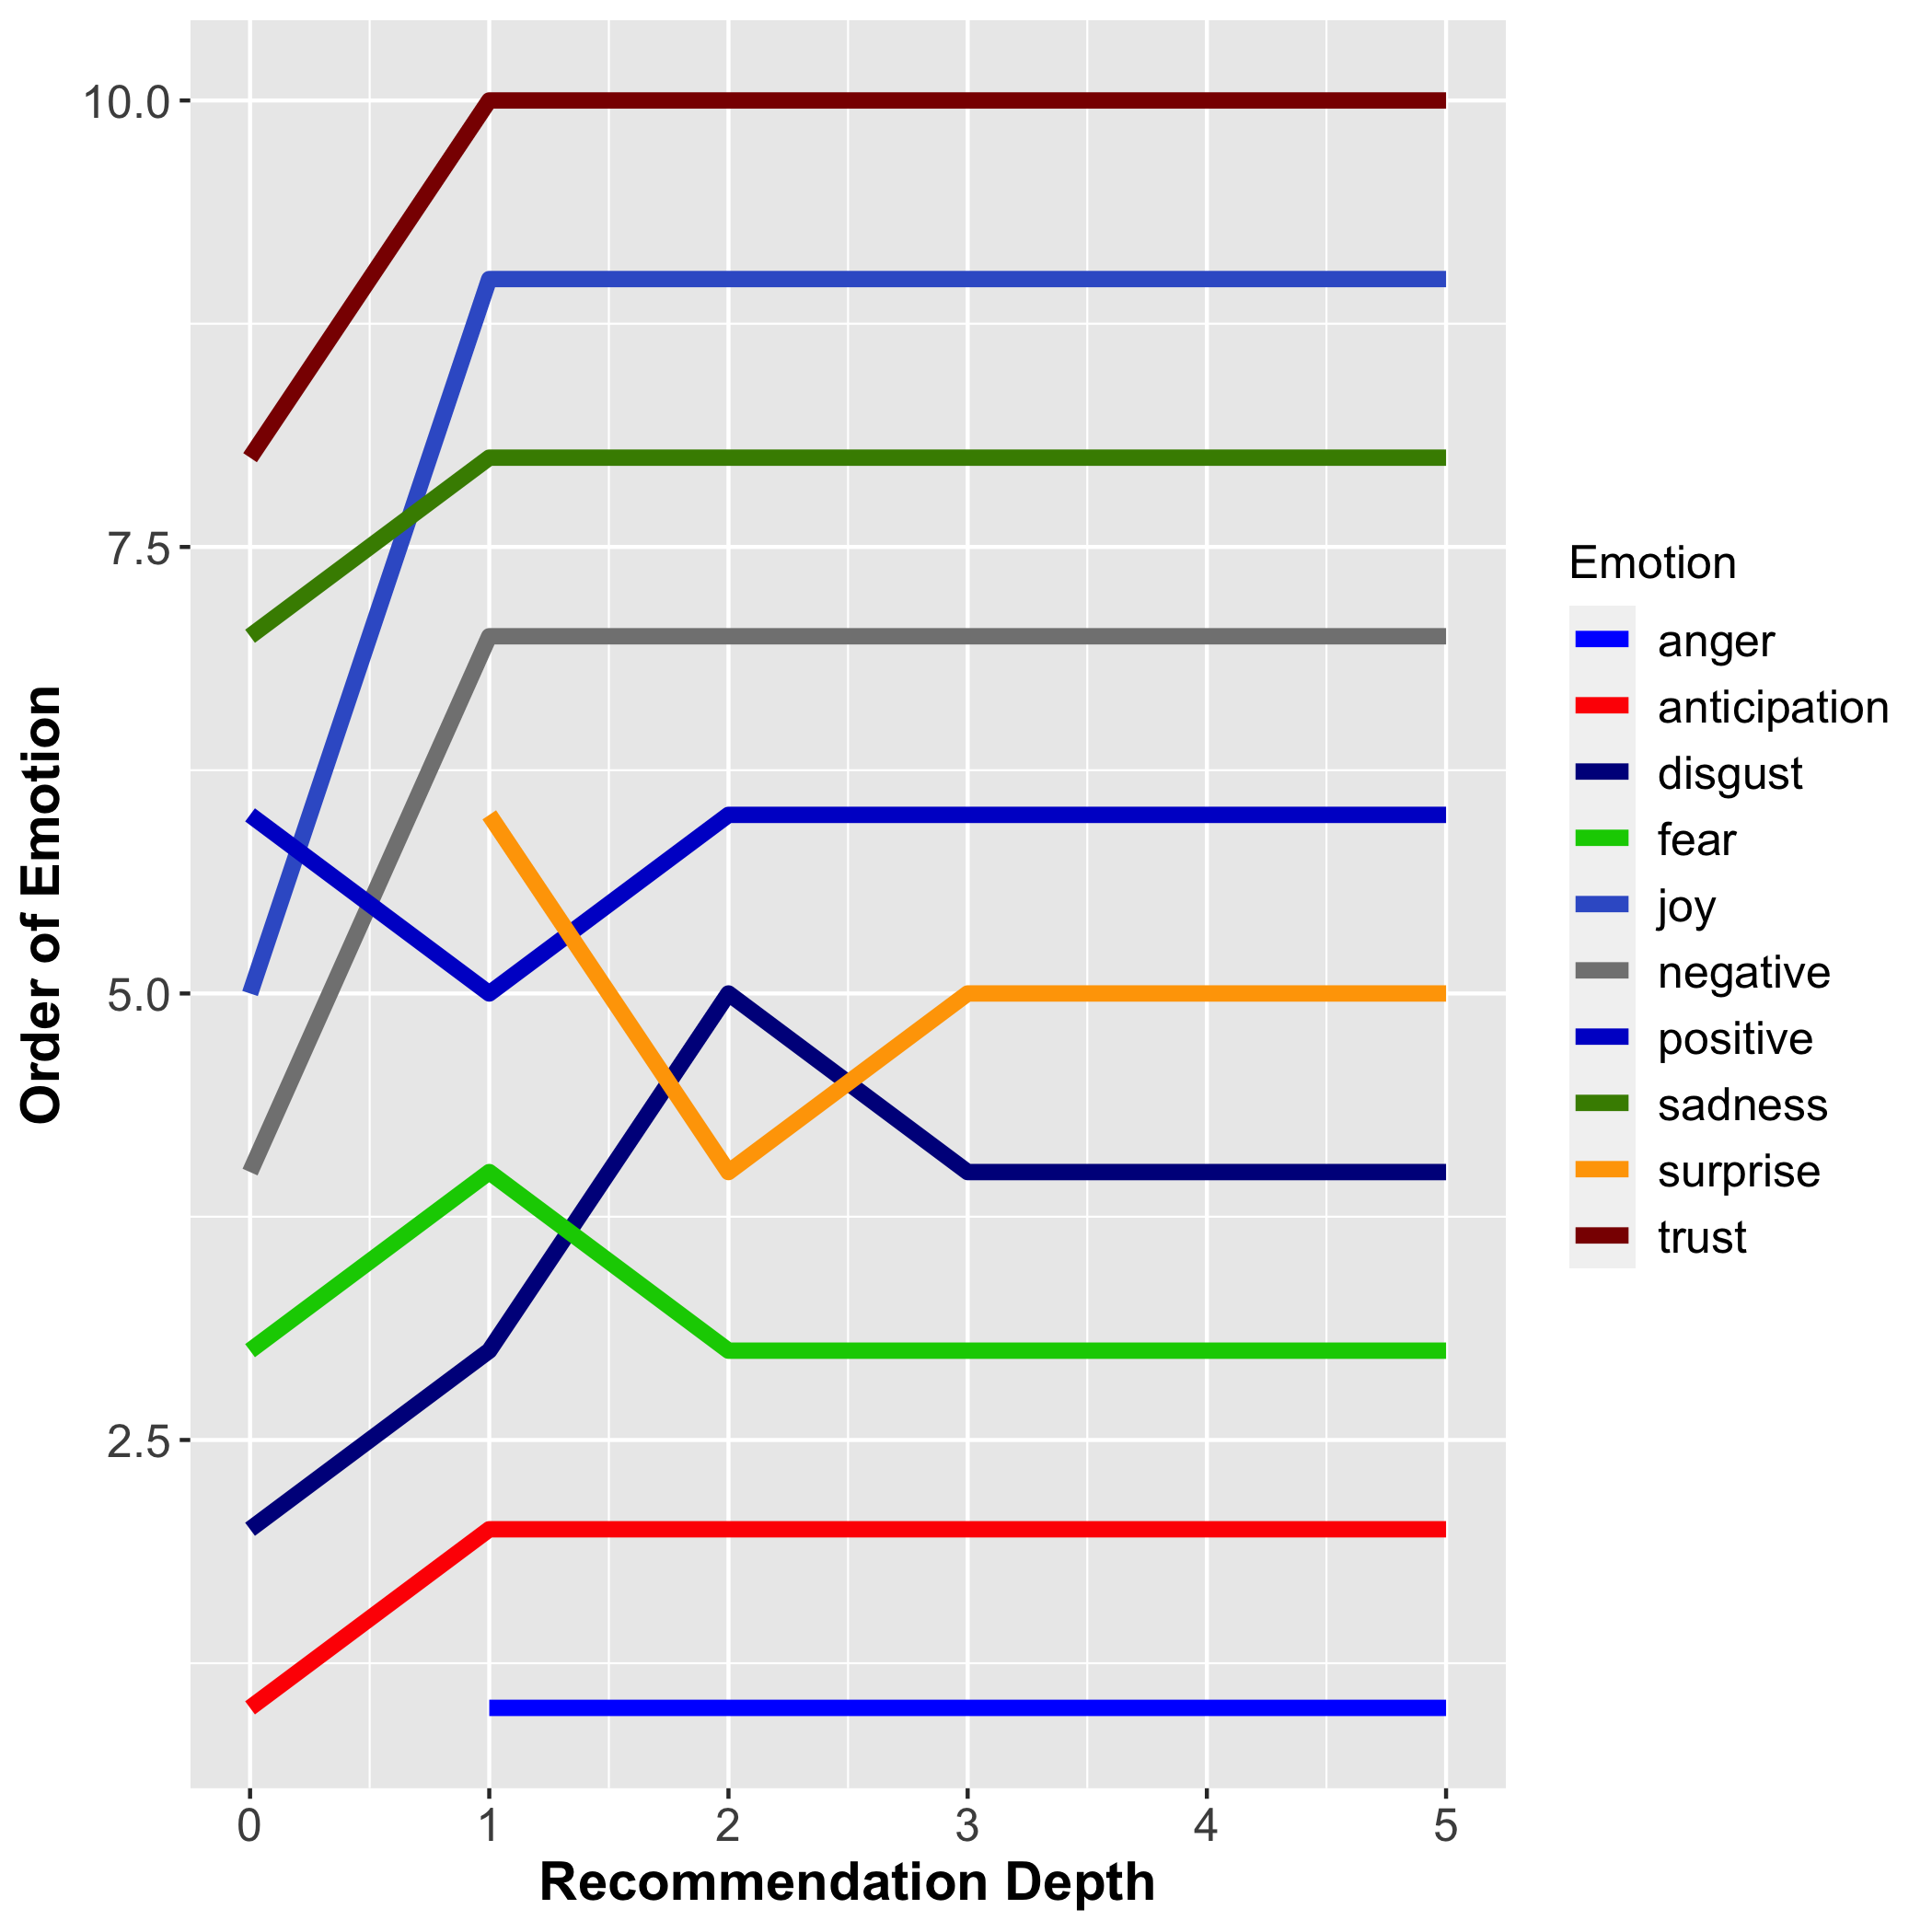 10.0
7.5
5.0
2.5
Order of Emotion
0 1 2 3 4 5
Recommendation Depth
Emotion
anger
anticipation
disgust
fear
joy
negative
positive
sadness
surprise
trust